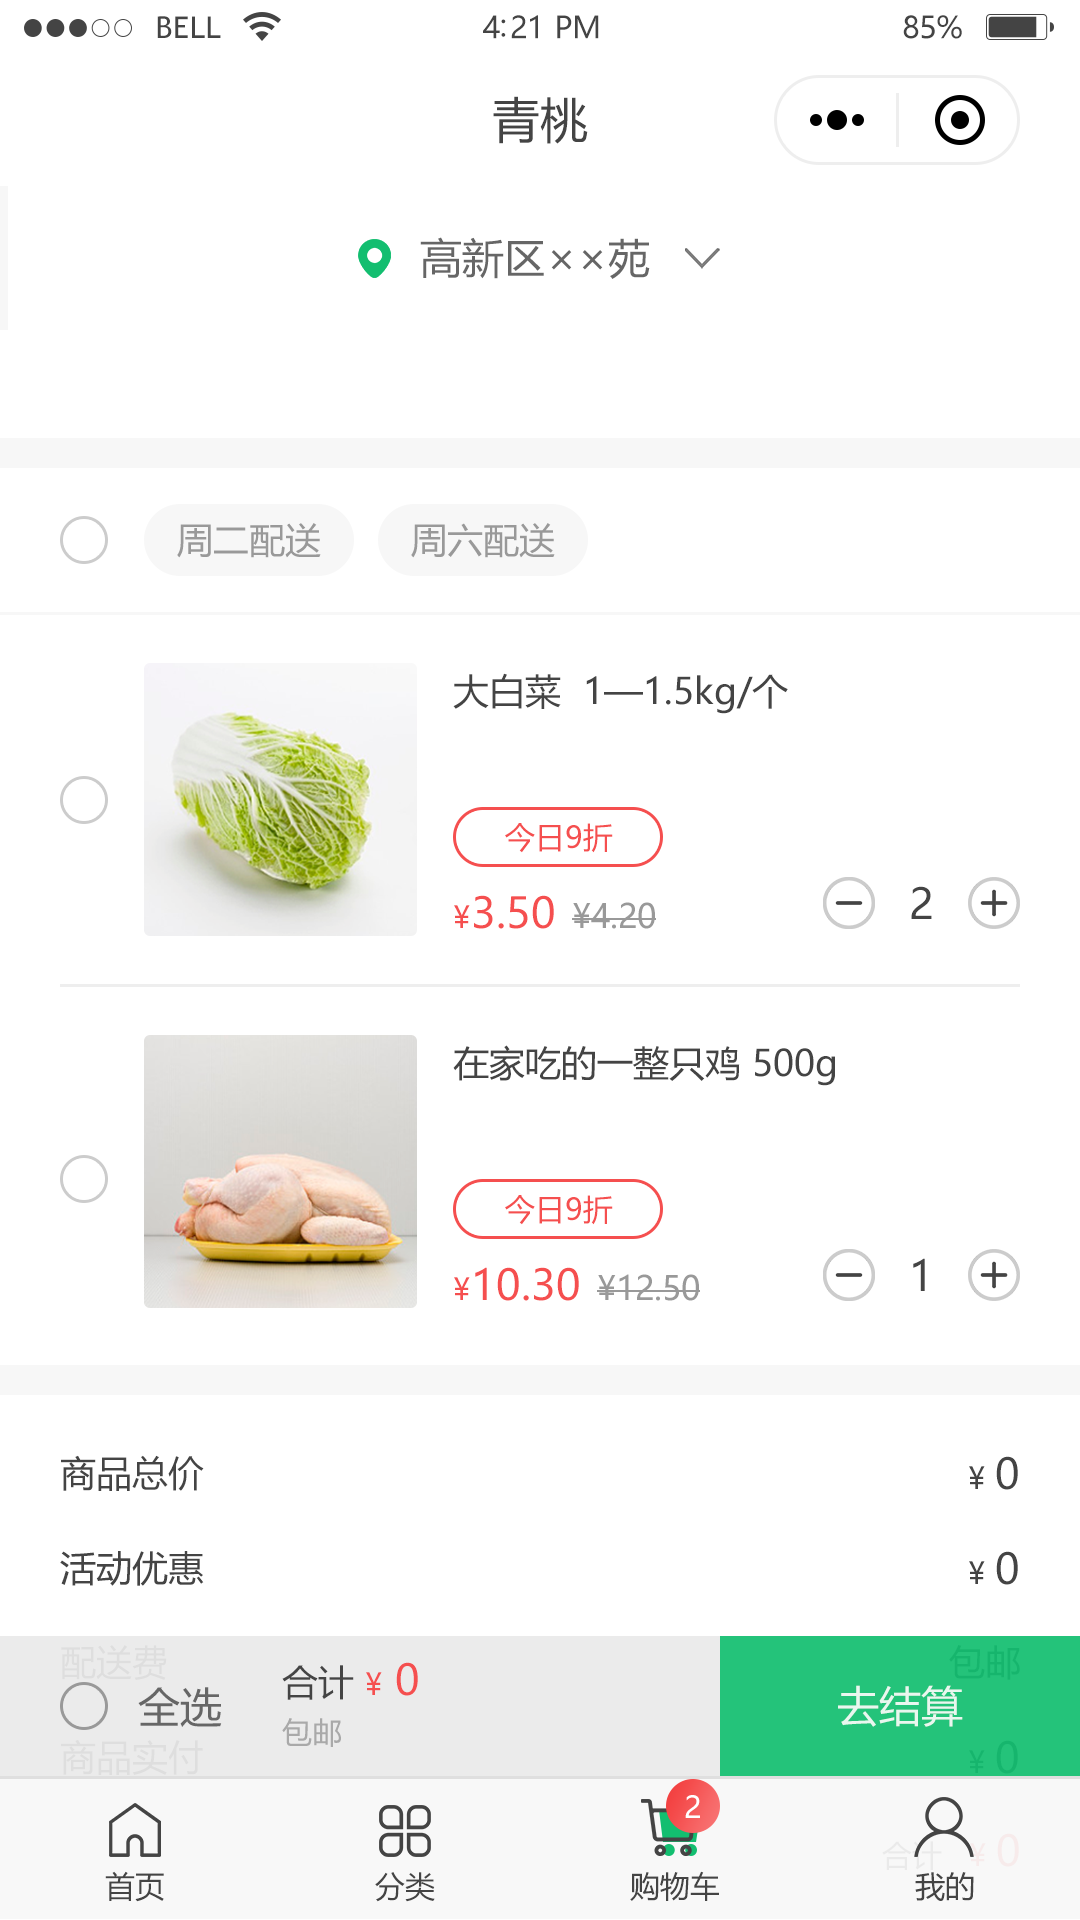 BELL 4:21 PM 85%
青桃
高新区××苑
周二配送 周六配送
大白菜 1—1.5kg/个
今日9折
¥3.50 ¥4.20 2
在家吃的一整只鸡 500g
今日9折
¥10.30 ¥12.50 1
商品总价 ¥ 0
活动优惠 ¥ 0
配送费 包邮
全选 合计 ¥ 0 去结算
包邮
商品实付 ¥ 0
2
合计 ¥ 0
首页 分类 购物车 我的